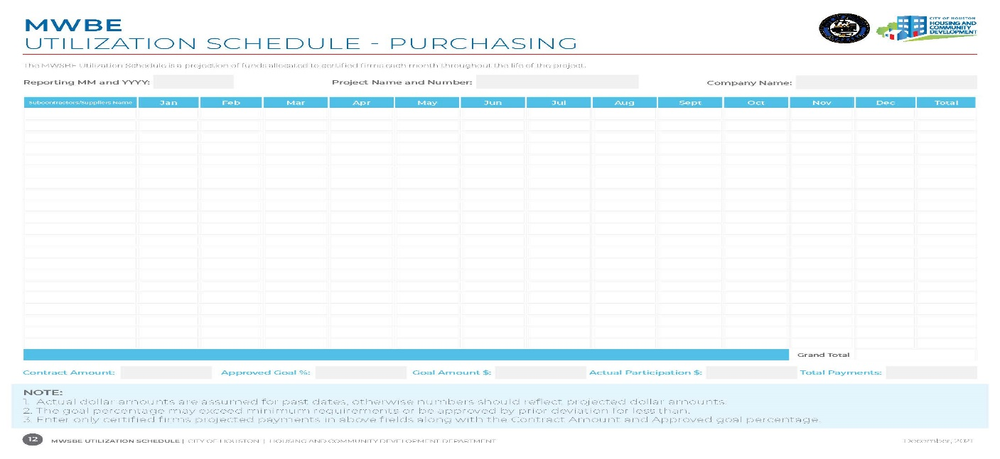 MWBE
UTILIZATION SCHEDULE - PURCHASING
CITY OF HOUSTON
HOUSING AND
COMMUNITY
DEVELOPMENT
The MWSBE Utilization Schedule is a projection of funds allocated to certified firms each month throughout the life of the project.
Reporting MM and YYYY: Project Name and Number: Company Name:
Subcontractors/Suppliers Name Jan Feb Mar Apr May Jun Jul Aug Sept Oct Nov Dec Total
Grand Total
Contract Amount: Approved Goal %: Goal Amount $: Actual Participation $: Total Payments:
NOTE:
1. Actual dollar amounts are assumed for past dates, otherwise numbers should reflect projected dollar amounts.
2. The goal percentage may exceed minimum requirements or be approved by prior deviation for less than.
3. Enter only certified firms projected payments in above fields along with the Contract Amount and Approved goal percentage.
12 MWSBE UTILIZATION SCHEDULE | CITY OF HOUSTON | HOUSING AND COMMUNITY DEVELOPMENT DEPARTMENT December, 2021